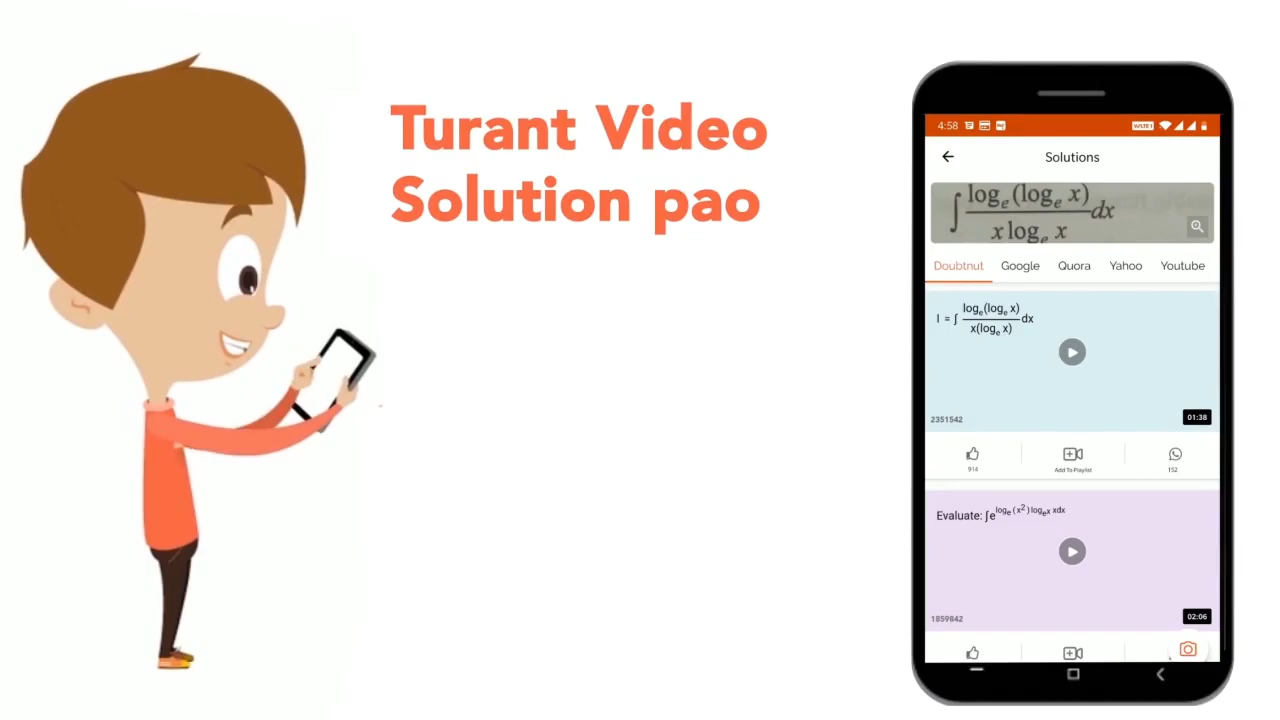 Turant Video
Solution pao
4:58
VoLTE1
Solutions
∫ logₑ(logₑ x) / x logₑ x dx
Doubtnut Google Quora Yahoo Youtube
I = ∫ logₑ(logₑ x) / x(logₑ x) dx
2351542 01:38
914 Add To Playlist 152
Evaluate: ∫e^logₑ(x²)logₑx xdx
1859842 02:06